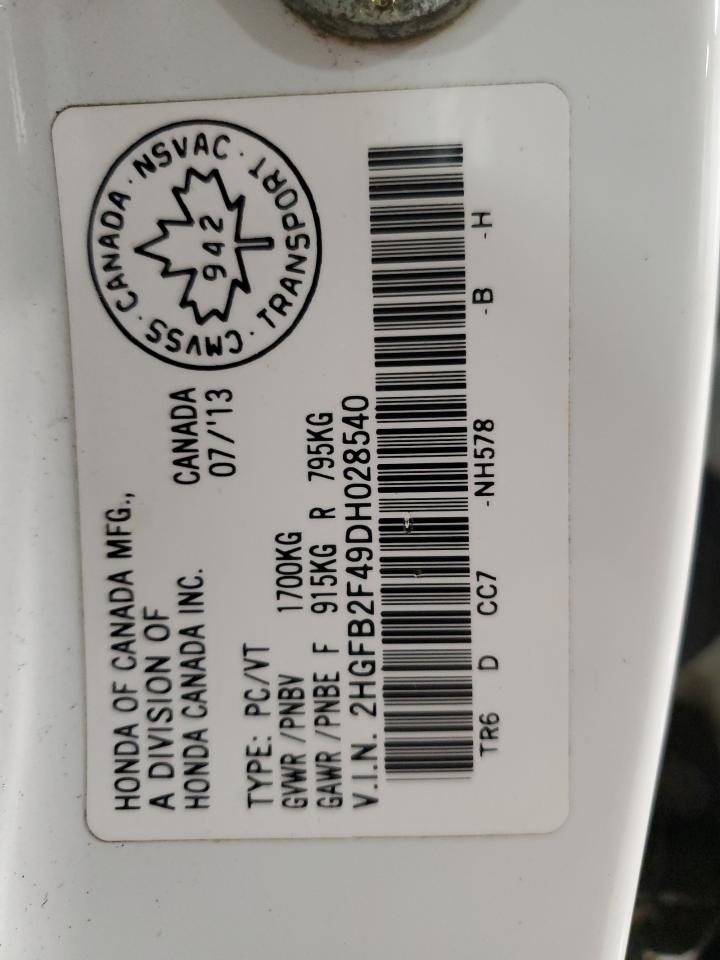 HONDA OF CANADA MFG.,
A DIVISION OF
HONDA CANADA INC.
CANADA
07/'13
TYPE: PC/VT
GVWR /PNBV 1700KG
GAWR /PNBE F 915KG R 795KG
V.I.N. 2HGFB2F49DH028540
TR6 D CC7 -NH578 -B -H
CMVSS · CANADA · NSVAC · TRANSPORT ·
942